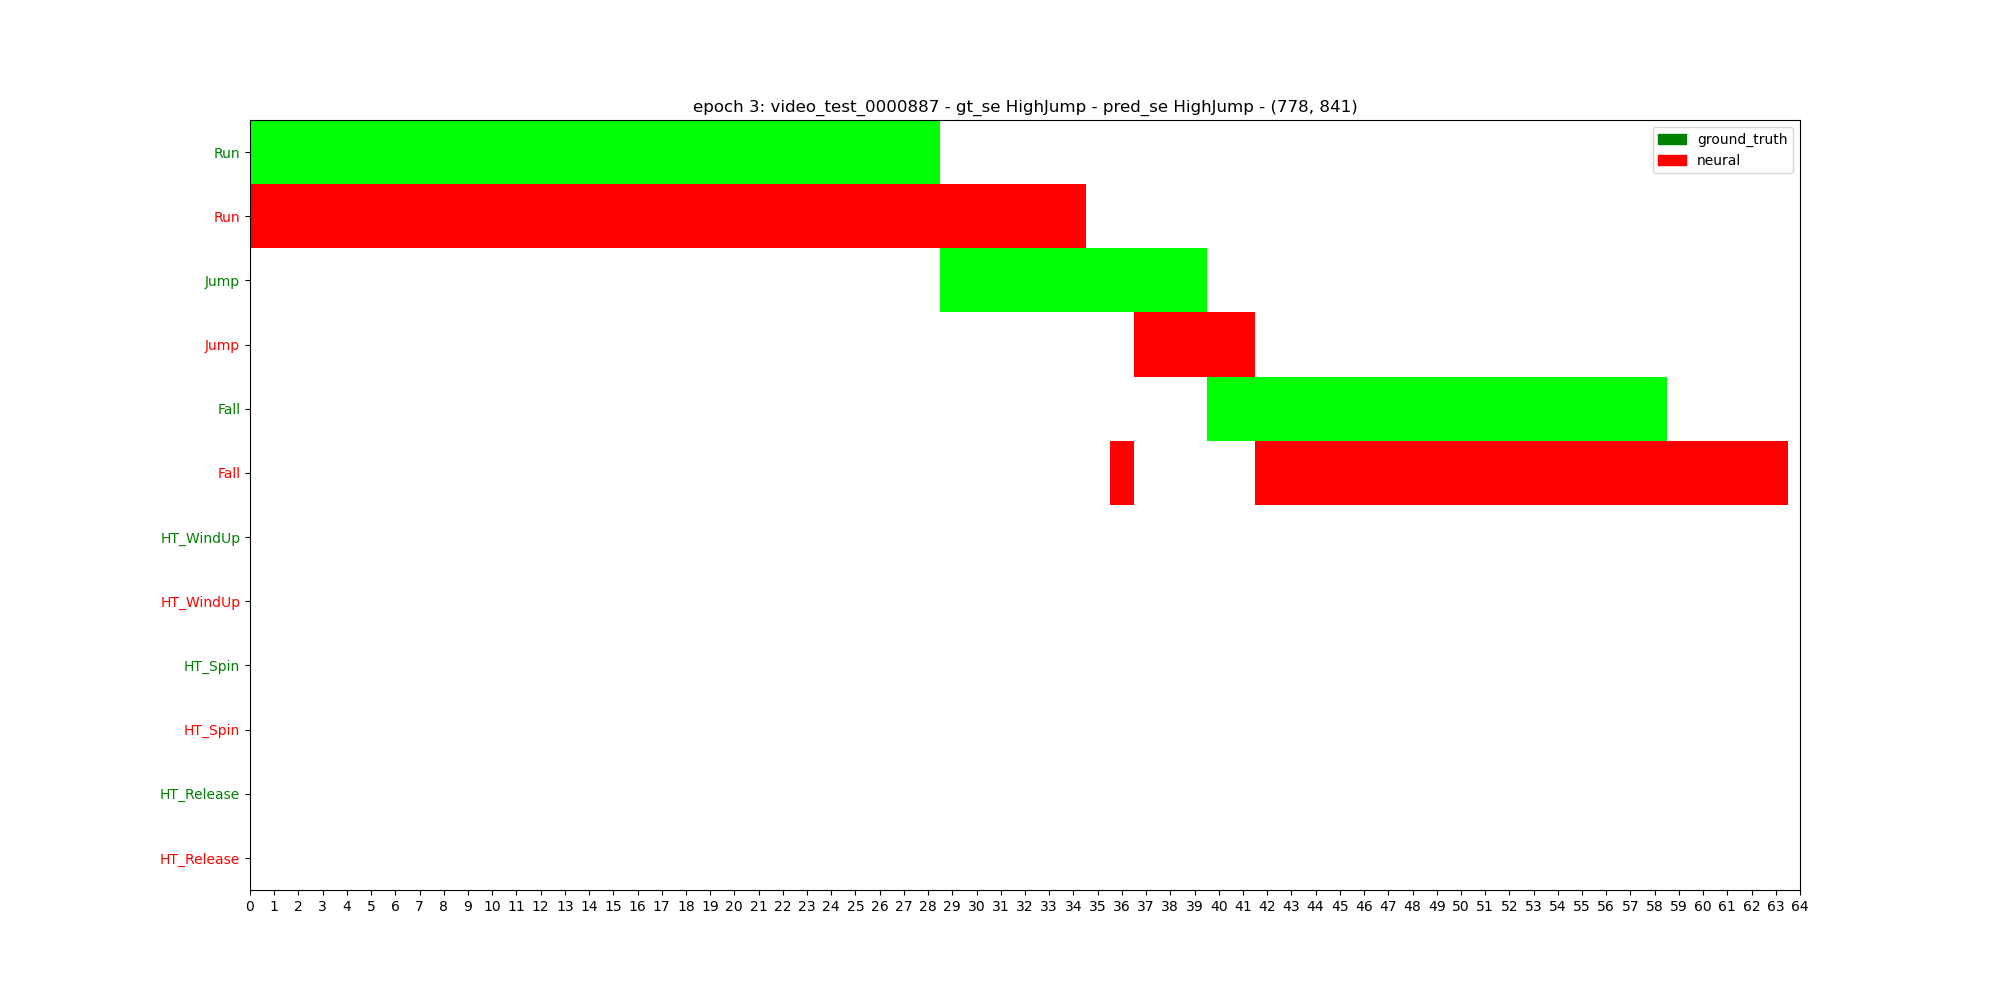 epoch 3: video_test_0000887 - gt_se HighJump - pred_se HighJump - (778, 841)
ground_truth
neural
Run
Run
Jump
Jump
Fall
Fall
HT_WindUp
HT_WindUp
HT_Spin
HT_Spin
HT_Release
HT_Release
0 1 2 3 4 5 6 7 8 9 10 11 12 13 14 15 16 17 18 19 20 21 22 23 24 25 26 27 28 29 30 31 32 33 34 35 36 37 38 39 40 41 42 43 44 45 46 47 48 49 50 51 52 53 54 55 56 57 58 59 60 61 62 63 64